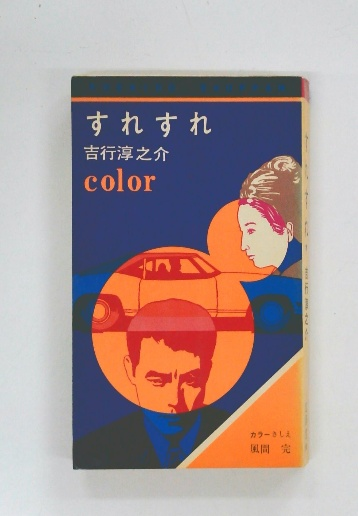 すれすれ
吉行淳之介
color
カラーさしえ
風間 完